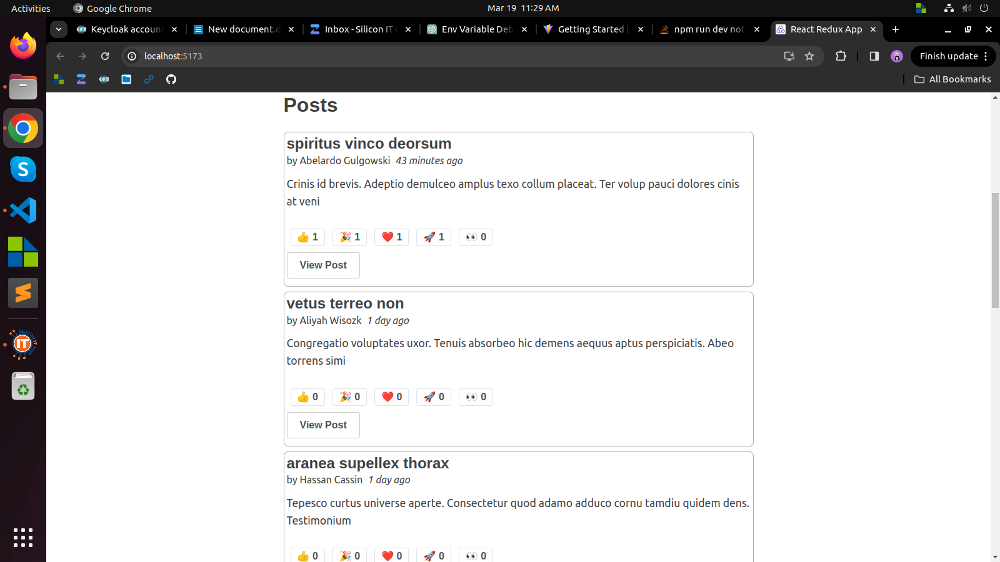 Activities Google Chrome Mar 19 11:29 AM
Keycloak account New document.d Inbox - Silicon IT Env Variable Deb Getting Started npm run dev not React Redux App
localhost:5173 Finish update
All Bookmarks
Posts
spiritus vinco deorsum
by Abelardo Gulgowski 43 minutes ago
Crinis id brevis. Adeptio demulceo amplus texo collum placeat. Ter volup pauci dolores cinis
at veni
👍 1 🎉 1 ❤️ 1 🚀 1 👀 0
View Post
vetus terreo non
by Aliyah Wisozk 1 day ago
Congregatio voluptates uxor. Tenuis absorbeo hic demens aequus aptus perspiciatis. Abeo
torrens simi
👍 0 🎉 0 ❤️ 0 🚀 0 👀 0
View Post
aranea supellex thorax
by Hassan Cassin 1 day ago
Tepesco curtus universe aperte. Consectetur quod adamo adduco cornu tamdiu quidem dens.
Testimonium
👍 0 🎉 0 ❤️ 0 🚀 0 👀 0
IT